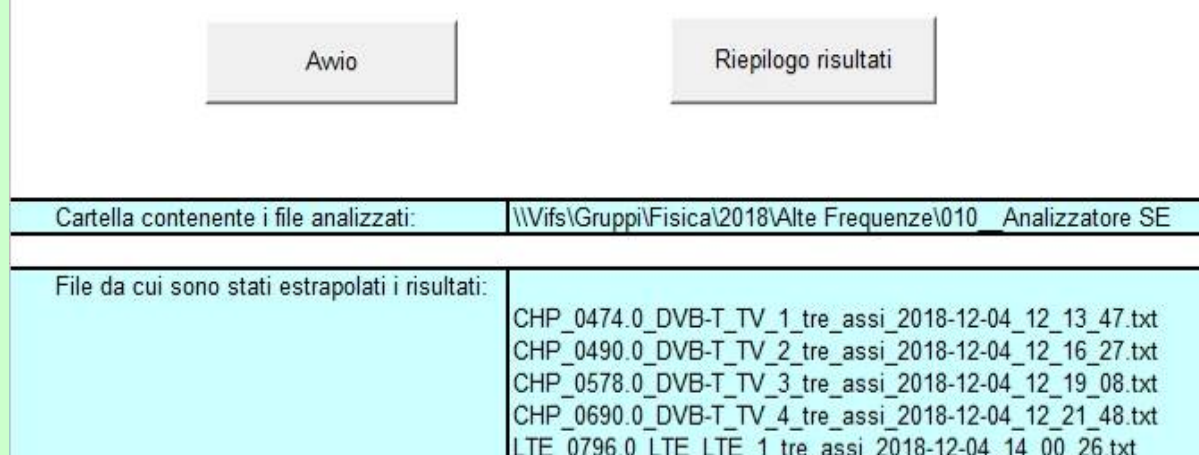 Avvio
Riepilogo risultati
Cartella contenente i file analizzati:
\\Vifs\Gruppi\Fisica\2018\Alte Frequenze\010__Analizzatore SE
File da cui sono stati estrapolati i risultati:
CHP_0474.0_DVB-T_TV_1_tre_assi_2018-12-04_12_13_47.txt
CHP_0490.0_DVB-T_TV_2_tre_assi_2018-12-04_12_16_27.txt
CHP_0578.0_DVB-T_TV_3_tre_assi_2018-12-04_12_19_08.txt
CHP_0690.0_DVB-T_TV_4_tre_assi_2018-12-04_12_21_48.txt
LTE_0796.0_LTE_LTE_1_tre_assi_2018-12-04_14_00_26.txt